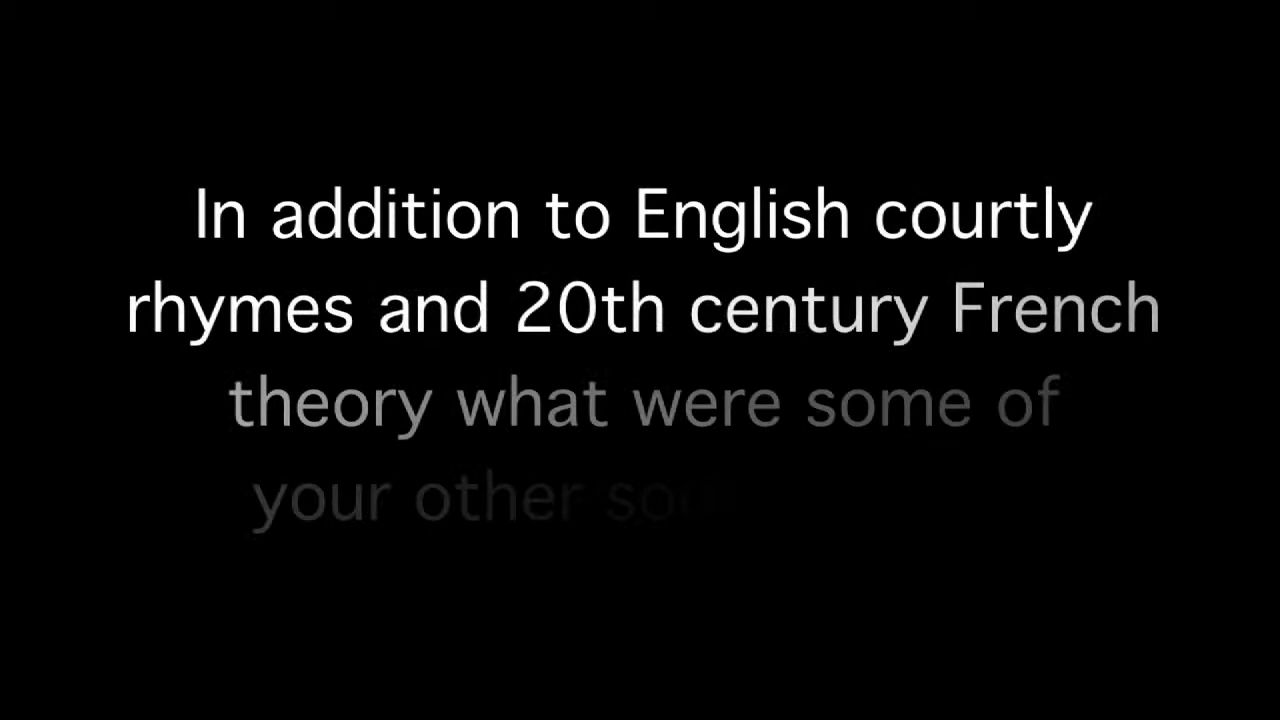 In addition to English courtly
rhymes and 20th century French
theory what were some of
your other